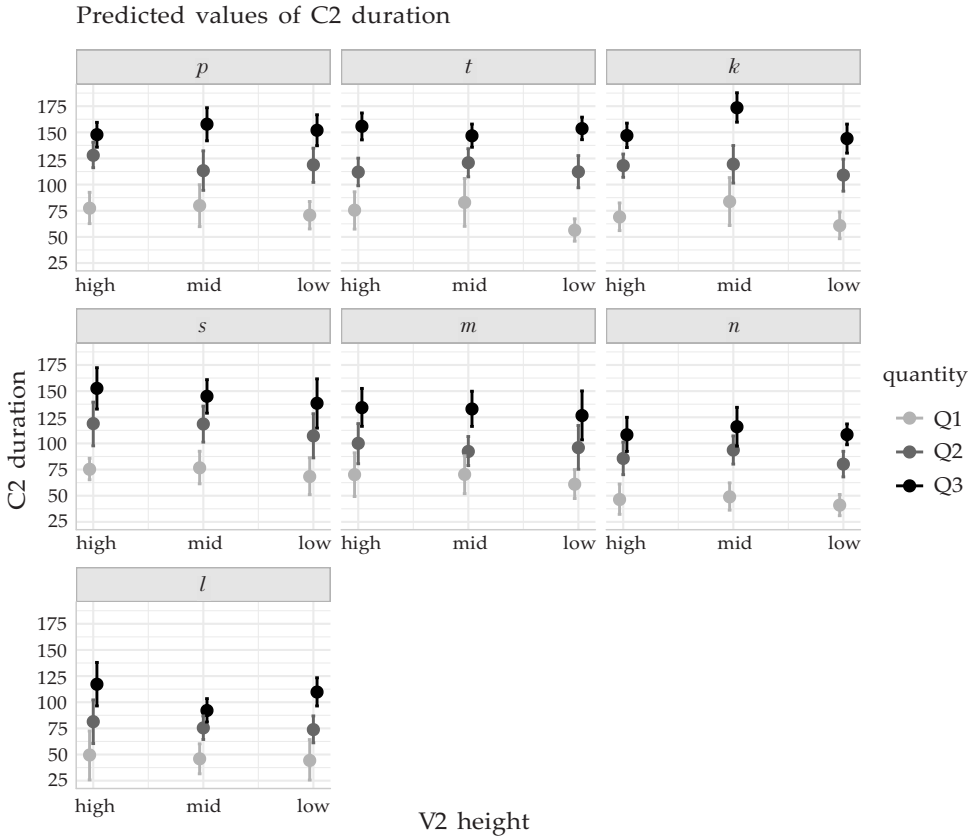 Predicted values of C2 duration
p t k
175
150
125
100
75
50
25
high mid low high mid low high mid low
s m n
175
150
125
100
75
50
25
high mid low high mid low high mid low
l
175
150
125
100
75
50
25
high mid low
C2 duration
V2 height
quantity
Q1
Q2
Q3